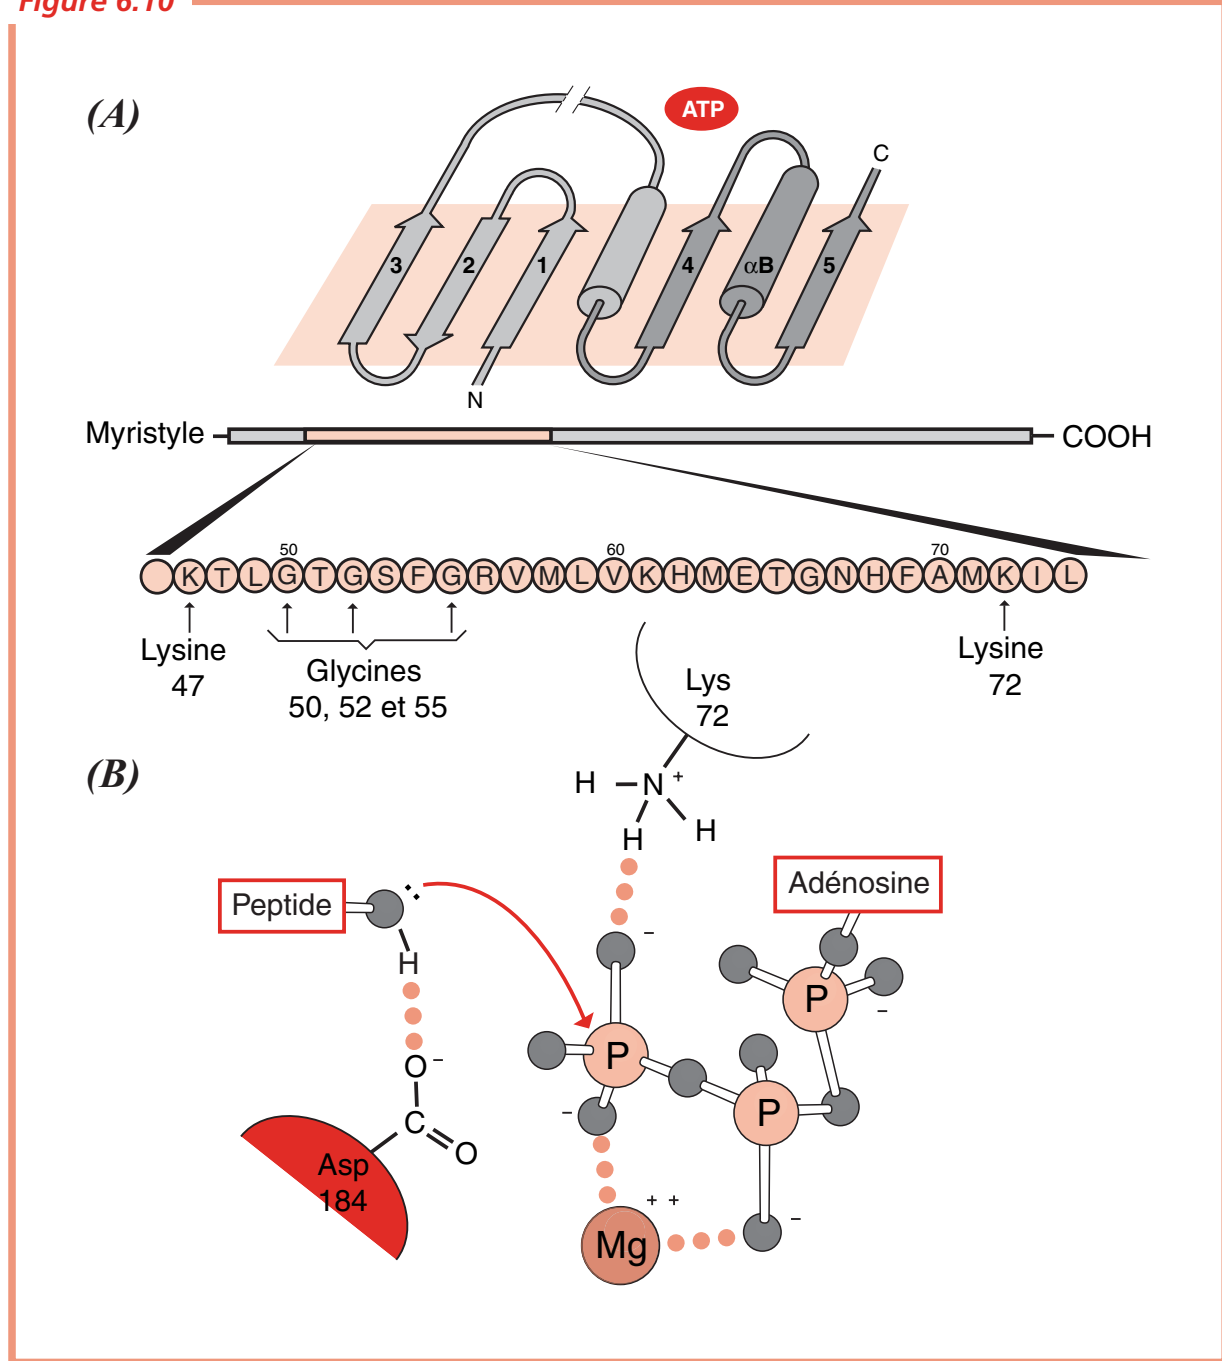 Figure 6.10
(A)
ATP
C
3 2 1 4 αB 5
N
Myristyle COOH
50 60 70
K T L G T G S F G R V M L V K H M E T G N H F A M K I L
Lysine
47
Glycines
50, 52 et 55
Lysine
72
Lys
72
(B)
H N +
H H
Peptide
Adénosine
H
−
P
−
P
O −
−
P
C
O
Asp
184
+ +
−
Mg